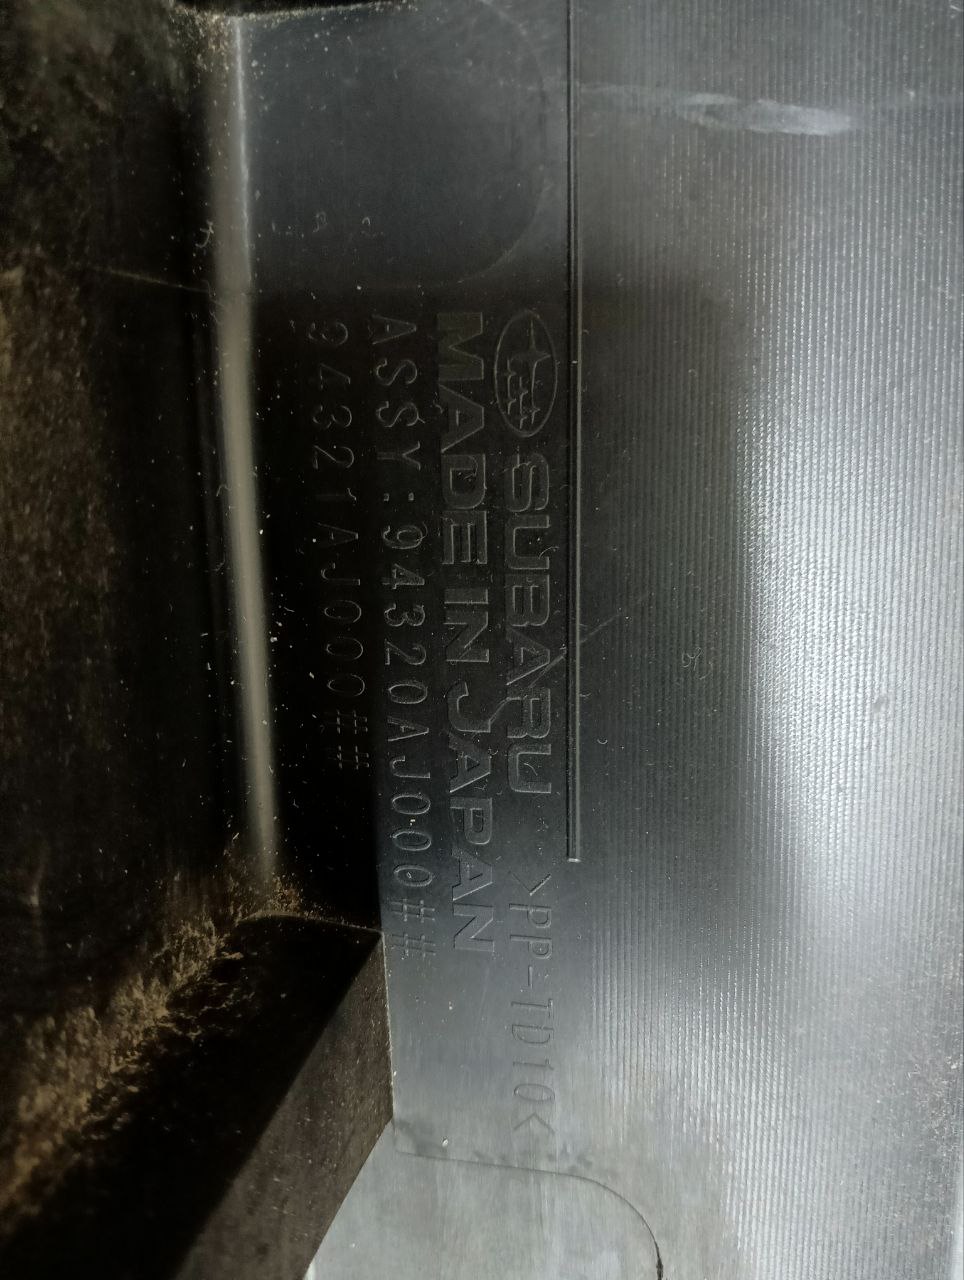 SUBARU >PP-TD10<
MADE IN JAPAN
ASSY:94320AJ000##
94321AJ000##